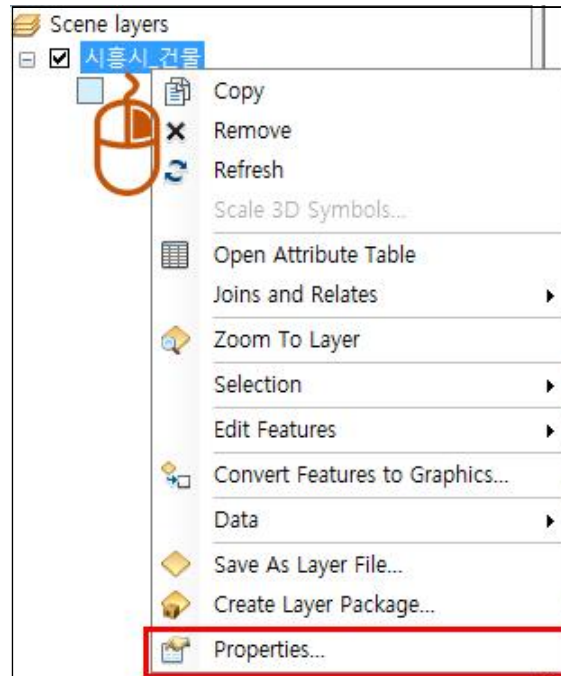 Scene layers
시흥시_건물
Copy
Remove
Refresh
Scale 3D Symbols...
Open Attribute Table
Joins and Relates
Zoom To Layer
Selection
Edit Features
Convert Features to Graphics...
Data
Save As Layer File...
Create Layer Package...
Properties...